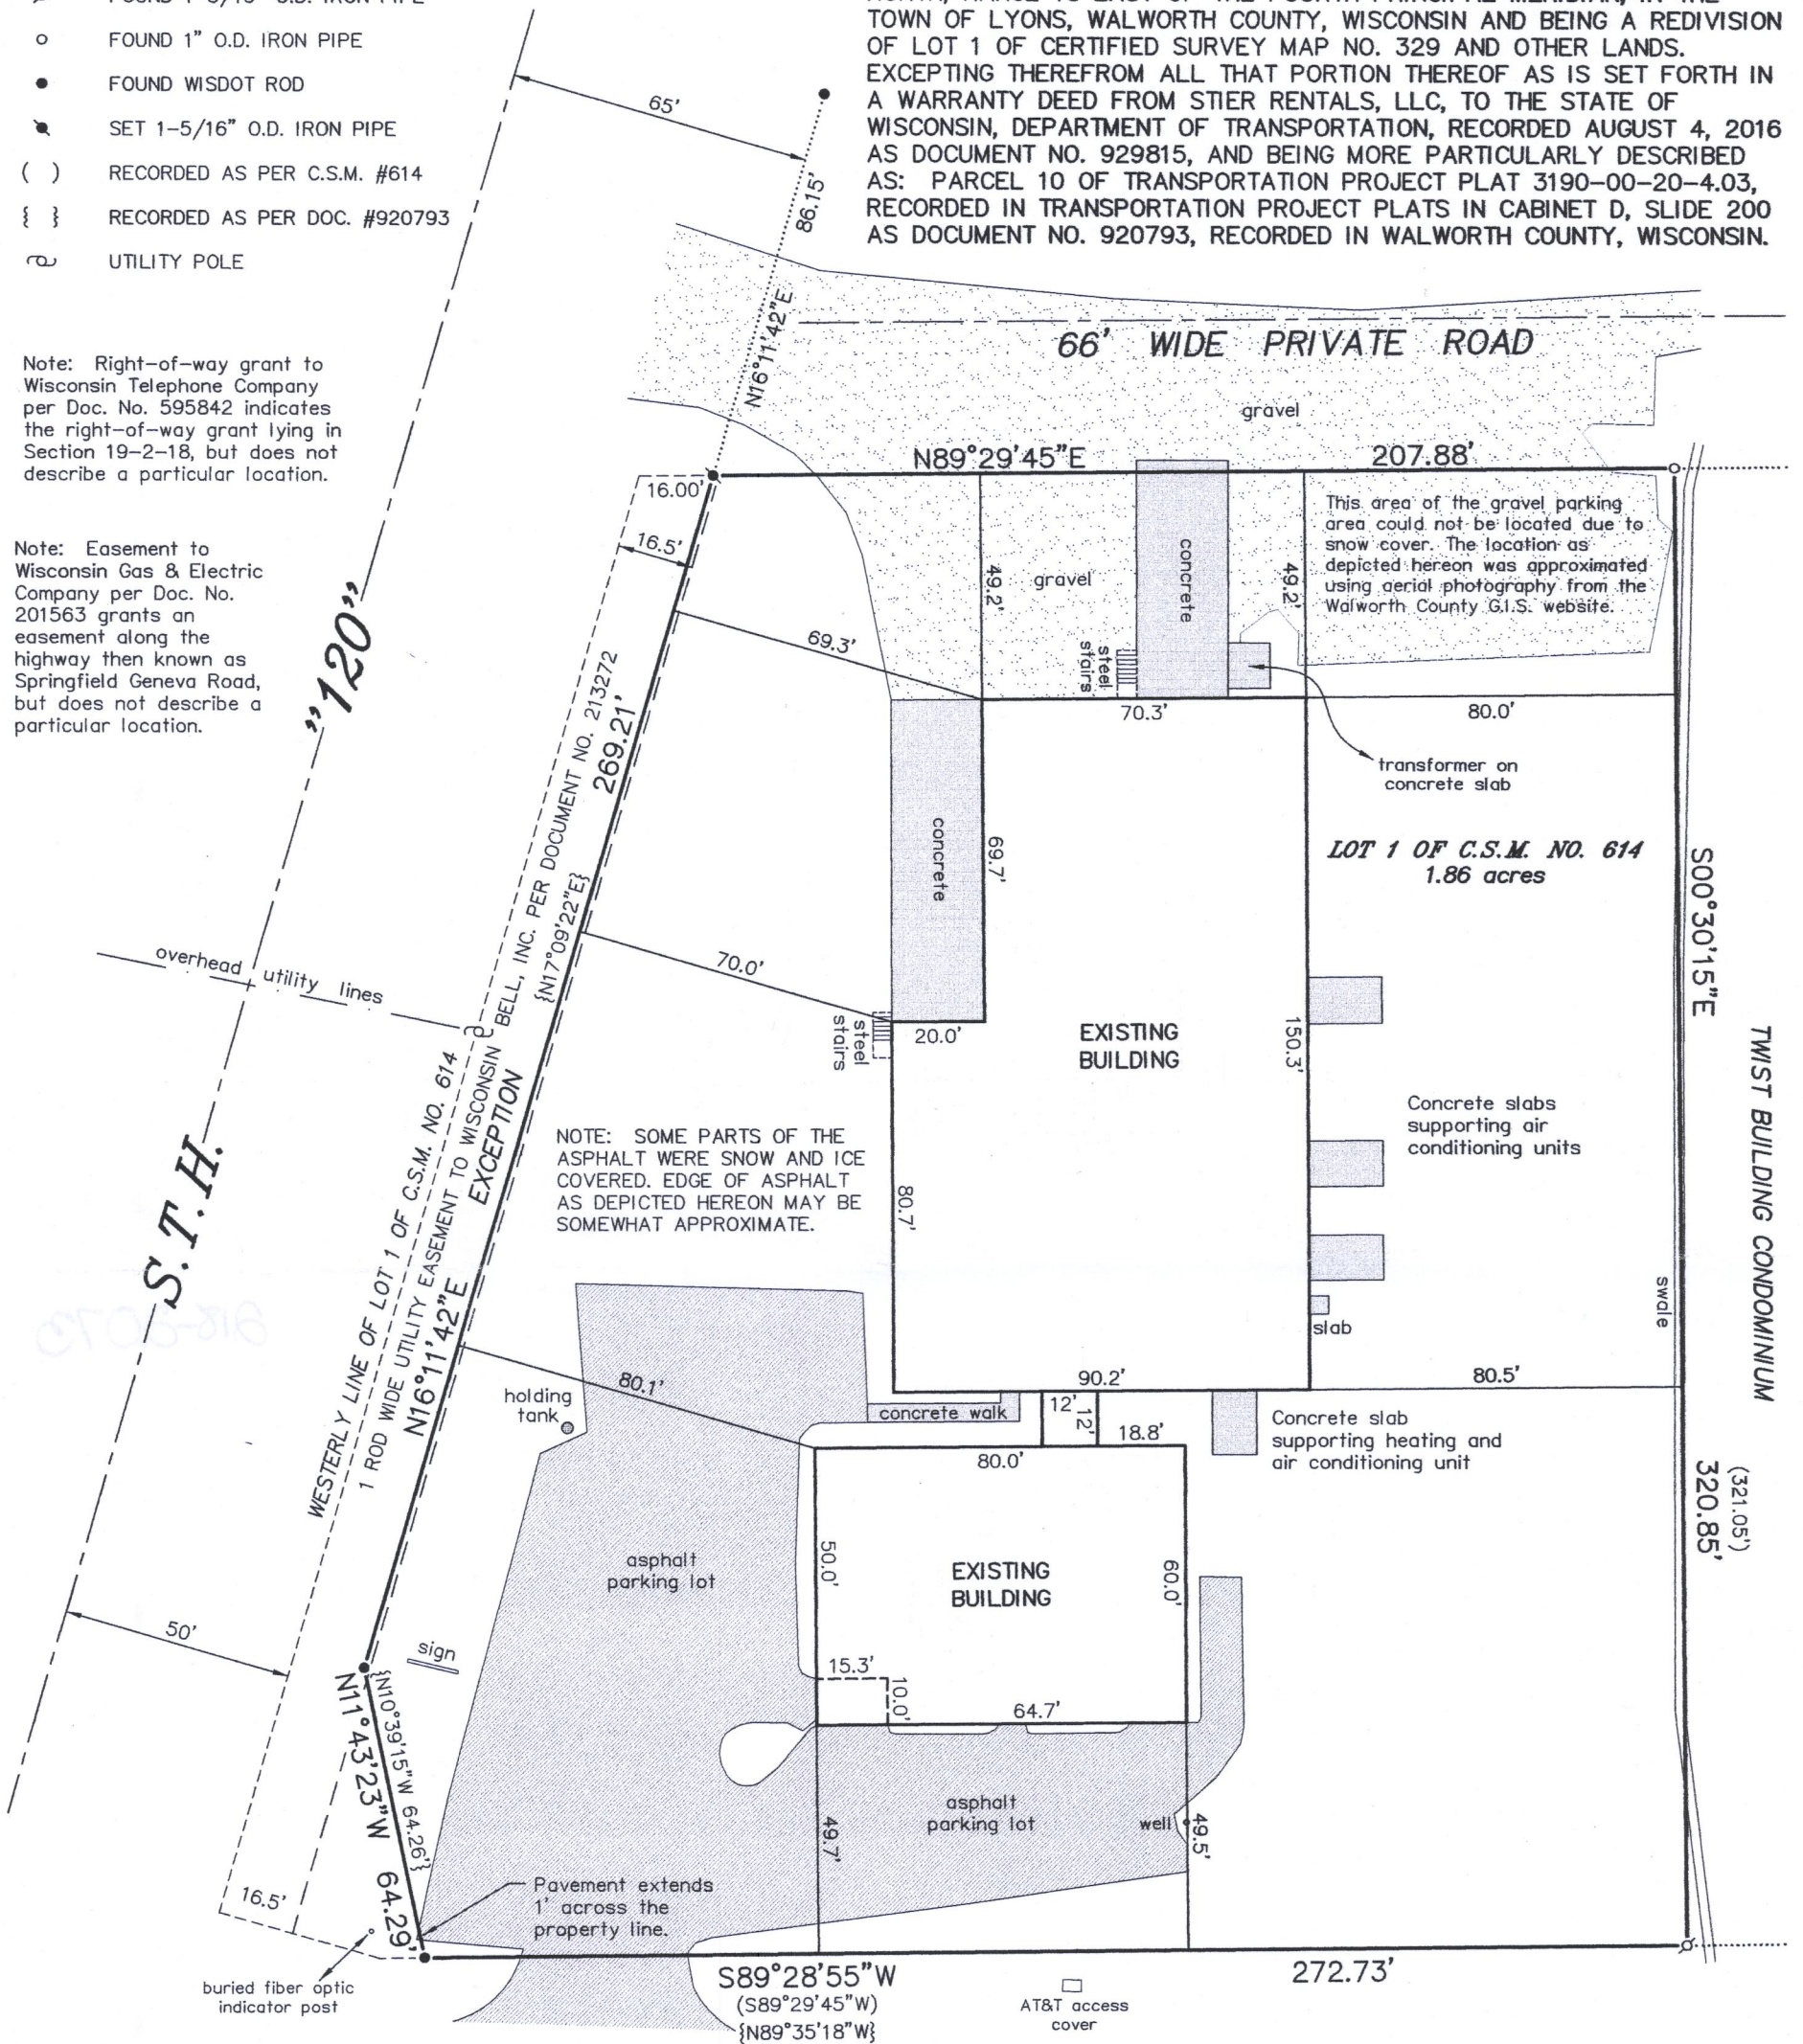 FOUND 1" O.D. IRON PIPE
FOUND WISDOT ROD
SET 1-5/16" O.D. IRON PIPE
( ) RECORDED AS PER C.S.M. #614
{ } RECORDED AS PER DOC. #920793
UTILITY POLE
TOWN OF LYONS, WALWORTH COUNTY, WISCONSIN AND BEING A REDIVISION
OF LOT 1 OF CERTIFIED SURVEY MAP NO. 329 AND OTHER LANDS.
EXCEPTING THEREFROM ALL THAT PORTION THEREOF AS IS SET FORTH IN
A WARRANTY DEED FROM STIER RENTALS, LLC, TO THE STATE OF
WISCONSIN, DEPARTMENT OF TRANSPORTATION, RECORDED AUGUST 4, 2016
AS DOCUMENT NO. 929815, AND BEING MORE PARTICULARLY DESCRIBED
AS: PARCEL 10 OF TRANSPORTATION PROJECT PLAT 3190-00-20-4.03,
RECORDED IN TRANSPORTATION PROJECT PLATS IN CABINET D, SLIDE 200
AS DOCUMENT NO. 920793, RECORDED IN WALWORTH COUNTY, WISCONSIN.
65'
86.15'
N16°11'42"E
66' WIDE PRIVATE ROAD
gravel
Note: Right-of-way grant to
Wisconsin Telephone Company
per Doc. No. 595842 indicates
the right-of-way grant lying in
Section 19-2-18, but does not
describe a particular location.
Note: Easement to
Wisconsin Gas & Electric
Company per Doc. No.
201563 grants an
easement along the
highway then known as
Springfield Geneva Road,
but does not describe a
particular location.
N89°29'45"E 207.88'
16.00'
16.5'
This area of the gravel parking
area could not be located due to
snow cover. The location as
depicted hereon was approximated
using aerial photography from the
Walworth County G.I.S. website.
49.2'
gravel
concrete
49.2'
steel
stairs
69.3'
70.3'
80.0'
transformer on
concrete slab
S.T.H. "120"
269.21'
{N17°09'22"E}
concrete
69.7'
LOT 1 OF C.S.M. NO. 614
1.86 acres
S00°30'15"E
overhead utility lines
70.0'
steel
stairs
20.0'
EXISTING
BUILDING
150.3'
TWIST BUILDING CONDOMINIUM
WESTERLY LINE OF LOT 1 OF C.S.M. NO. 614
1 ROD WIDE UTILITY EASEMENT TO WISCONSIN BELL, INC. PER DOCUMENT NO. 213272
EXCEPTION
N16°11'42"E
NOTE: SOME PARTS OF THE
ASPHALT WERE SNOW AND ICE
COVERED. EDGE OF ASPHALT
AS DEPICTED HEREON MAY BE
SOMEWHAT APPROXIMATE.
80.7'
Concrete slabs
supporting air
conditioning units
swale
slab
80.1'
90.2'
80.5'
holding
tank
concrete walk
12'
12'
18.8'
Concrete slab
supporting heating and
air conditioning unit
80.0'
(321.05')
320.85'
asphalt
parking lot
50.0'
EXISTING
BUILDING
60.0'
50'
sign
15.3'
10.0'
64.7'
N11°43'23"W 64.29'
{N10°39'15"W 64.26'}
asphalt
parking lot
well
49.7'
49.5'
16.5'
Pavement extends
1' across the
property line.
buried fiber optic
indicator post
S89°28'55"W 272.73'
(S89°29'45"W)
{N89°35'18"W}
AT&T access
cover